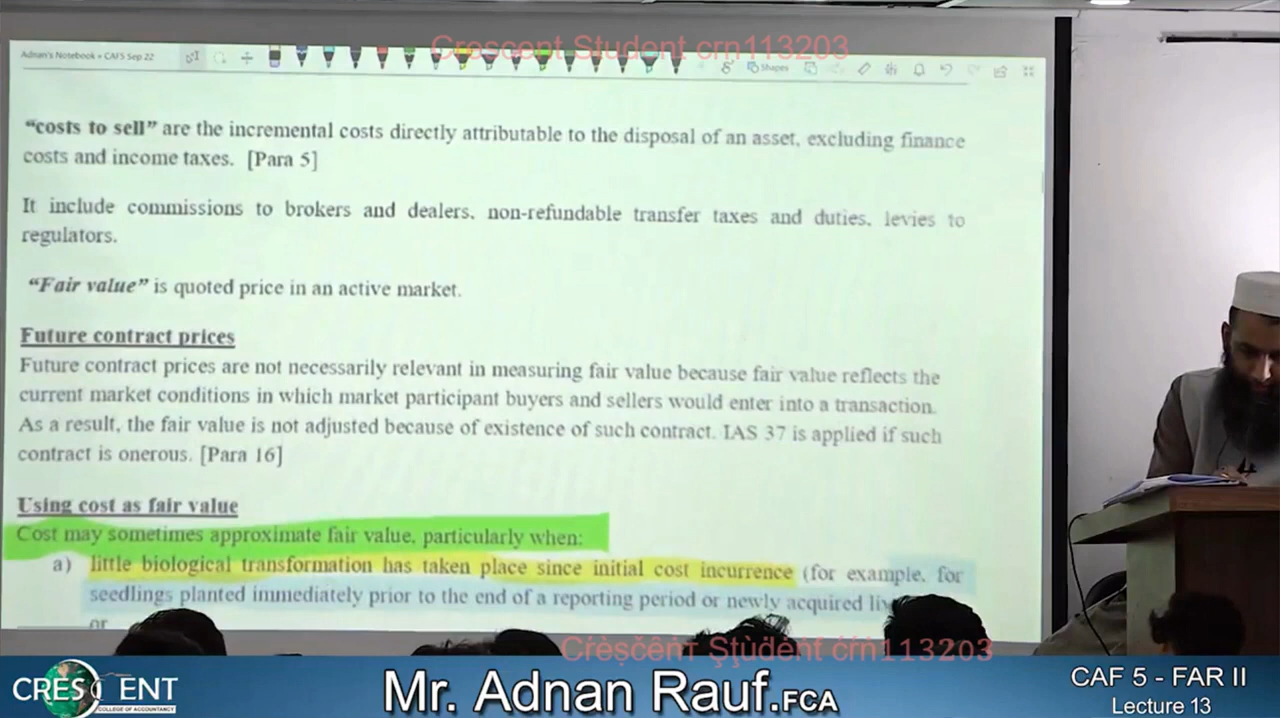 Crescent Student crn113203
Adnan's Notebook » CAF5 Sep 22
Shapes
“costs to sell” are the incremental costs directly attributable to the disposal of an asset, excluding finance
costs and income taxes. [Para 5]
It include commissions to brokers and dealers, non-refundable transfer taxes and duties, levies to
regulators.
“Fair value” is quoted price in an active market.
Future contract prices
Future contract prices are not necessarily relevant in measuring fair value because fair value reflects the
current market conditions in which market participant buyers and sellers would enter into a transaction.
As a result, the fair value is not adjusted because of existence of such contract. IAS 37 is applied if such
contract is onerous. [Para 16]
Using cost as fair value
Cost may sometimes approximate fair value, particularly when:
a) little biological transformation has taken place since initial cost incurrence (for example, for
seedlings planted immediately prior to the end of a reporting period or newly acquired
or
Crescent Student crn113203
CRESCENT
COLLEGE OF ACCOUNTANCY
Mr. Adnan Rauf.FCA
CAF 5 - FAR II
Lecture 13